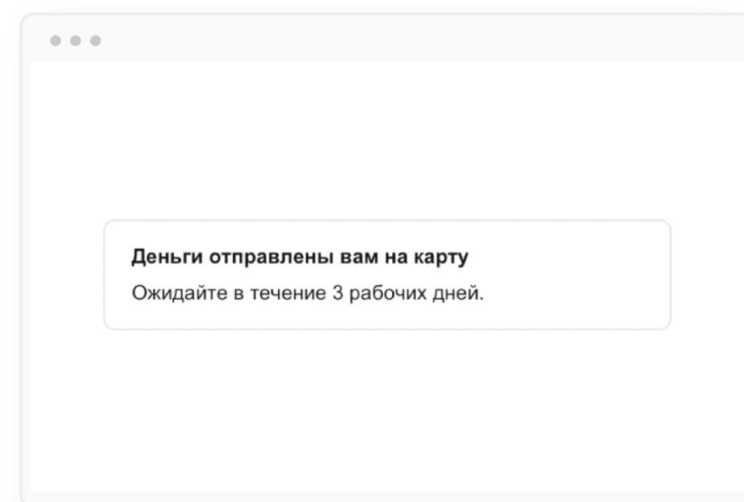 Деньги отправлены вам на карту
Ожидайте в течение 3 рабочих дней.